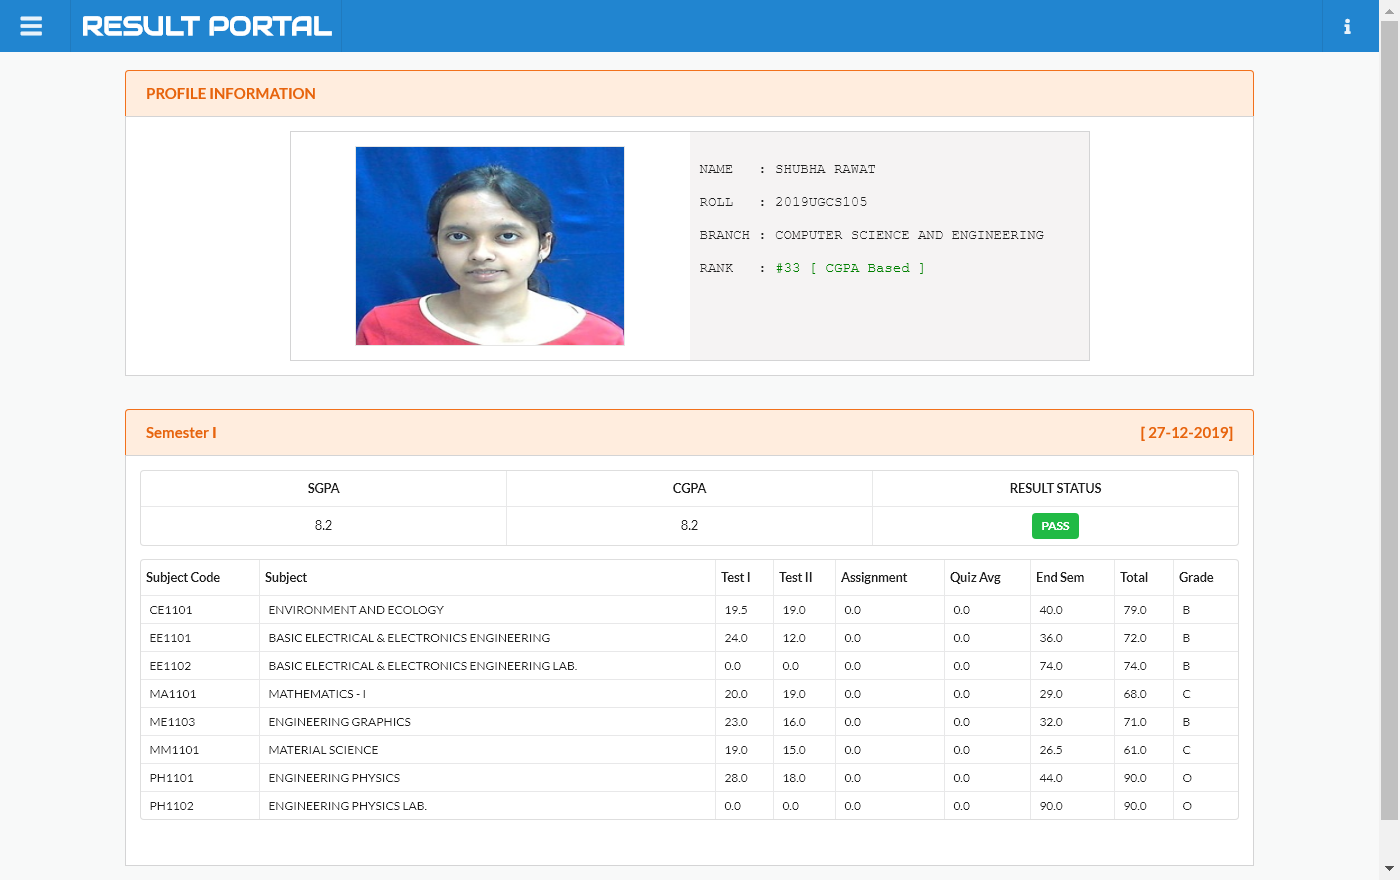 RESULT PORTAL
PROFILE INFORMATION
NAME : SHUBHA RAWAT
ROLL : 2019UGCS105
BRANCH : COMPUTER SCIENCE AND ENGINEERING
RANK : #33 [ CGPA Based ]
Semester I [ 27-12-2019]
SGPA CGPA RESULT STATUS
8.2 8.2 PASS
Subject Code Subject Test I Test II Assignment Quiz Avg End Sem Total Grade
CE1101 ENVIRONMENT AND ECOLOGY 19.5 19.0 0.0 0.0 40.0 79.0 B
EE1101 BASIC ELECTRICAL & ELECTRONICS ENGINEERING 24.0 12.0 0.0 0.0 36.0 72.0 B
EE1102 BASIC ELECTRICAL & ELECTRONICS ENGINEERING LAB. 0.0 0.0 0.0 0.0 74.0 74.0 B
MA1101 MATHEMATICS - I 20.0 19.0 0.0 0.0 29.0 68.0 C
ME1103 ENGINEERING GRAPHICS 23.0 16.0 0.0 0.0 32.0 71.0 B
MM1101 MATERIAL SCIENCE 19.0 15.0 0.0 0.0 26.5 61.0 C
PH1101 ENGINEERING PHYSICS 28.0 18.0 0.0 0.0 44.0 90.0 O
PH1102 ENGINEERING PHYSICS LAB. 0.0 0.0 0.0 0.0 90.0 90.0 O